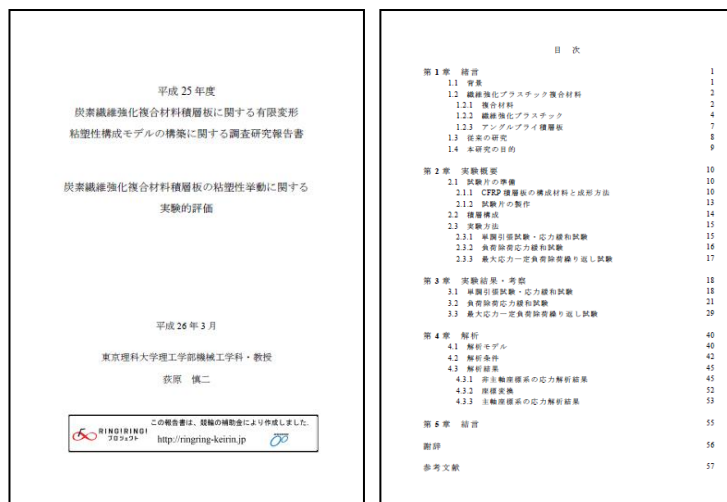 平成 25 年度
炭素繊維強化複合材料積層板に関する有限変形
粘塑性構成モデルの構築に関する調査研究報告書
炭素繊維強化複合材料積層板の粘塑性挙動に関する
実験的評価
平成 26 年 3 月
東京理科大学理工学部機械工学科・教授
荻原 慎二
この報告書は、競輪の補助金により作成しました。
RING!RING!
プロジェクト
http://ringring-keirin.jp
目 次
第 1 章 緒言 1
1.1 背景 1
1.2 繊維強化プラスチック複合材料 2
1.2.1 複合材料 2
1.2.2 繊維強化プラスチック 4
1.2.3 アングルプライ積層板 7
1.3 従来の研究 8
1.4 本研究の目的 9
第 2 章 実験概要 10
2.1 試験片の準備 10
2.1.1 CFRP 積層板の構成材料と成形方法 10
2.1.2 試験片の製作 13
2.2 積層構成 14
2.3 実験方法 15
2.3.1 単調引張試験・応力緩和試験 15
2.3.2 負荷除荷応力緩和試験 16
2.3.3 最大応力一定負荷除荷繰り返し試験 17
第 3 章 実験結果・考察 18
3.1 単調引張試験・応力緩和試験 18
3.2 負荷除荷応力緩和試験 21
3.3 最大応力一定負荷除荷繰り返し試験 29
第 4 章 解析 40
4.1 解析モデル 40
4.2 解析条件 42
4.3 解析結果 45
4.3.1 非主軸座標系の応力解析結果 45
4.3.2 座標変換 52
4.3.3 主軸座標系の応力解析結果 53
第 5 章 結言 55
謝辞 56
参考文献 57